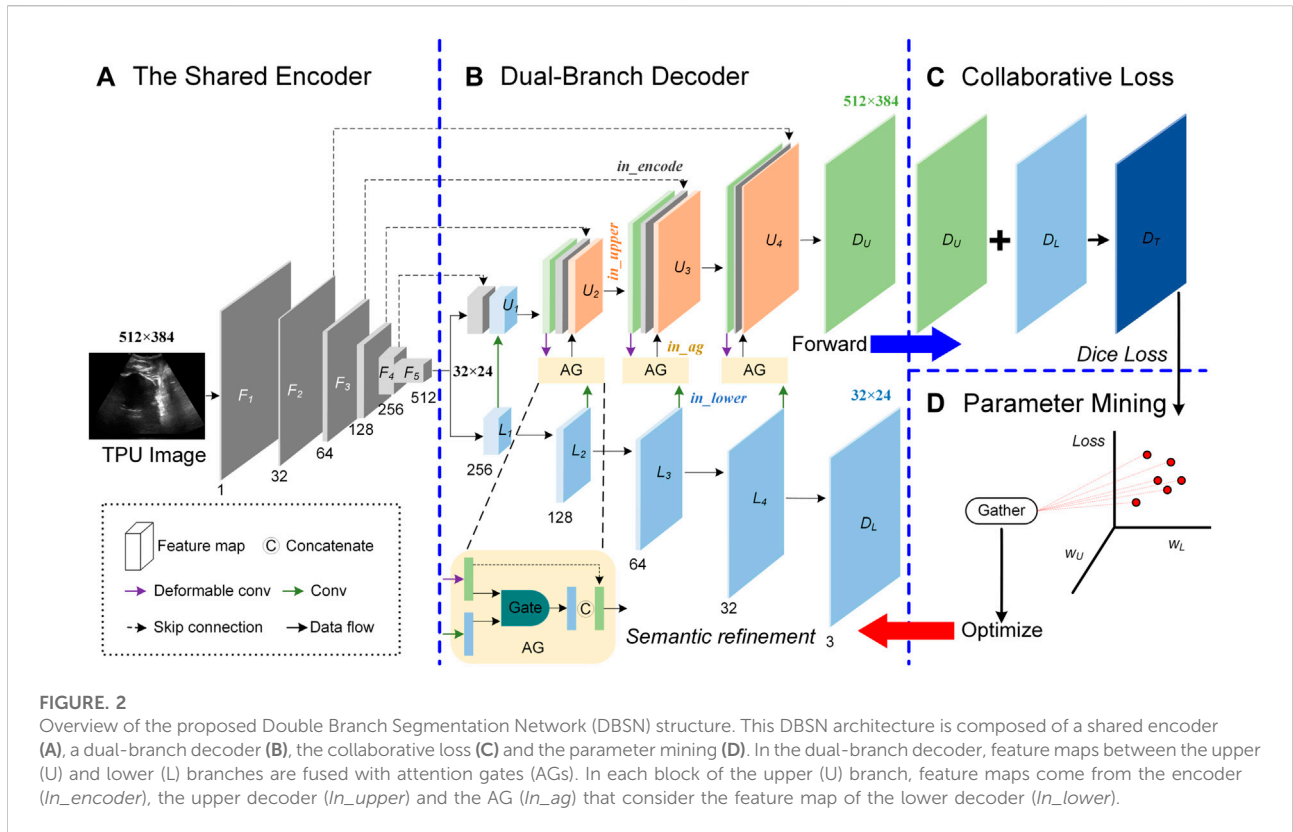 A The Shared Encoder
B Dual-Branch Decoder
C Collaborative Loss
512×384
in_encode
U4
DU
DU
DL
DT
in_upper
U3
U2
U1
512×384
F1
F2
F3
F4
F5
256
512
128
64
32
1
TPU Image
32×24
AG
AG
AG
in_ag
in_lower
Forward
Dice Loss
32×24
L1
256
L2
128
L3
64
L4
32
DL
3
D Parameter Mining
Loss
Gather
wU
wL
Optimize
Feature map
C Concatenate
Deformable conv
Conv
Skip connection
Data flow
Gate
C
AG
Semantic refinement
FIGURE. 2
Overview of the proposed Double Branch Segmentation Network (DBSN) structure. This DBSN architecture is composed of a shared encoder
(A), a dual-branch decoder (B), the collaborative loss (C) and the parameter mining (D). In the dual-branch decoder, feature maps between the upper
(U) and lower (L) branches are fused with attention gates (AGs). In each block of the upper (U) branch, feature maps come from the encoder
(In_encoder), the upper decoder (In_upper) and the AG (In_ag) that consider the feature map of the lower decoder (In_lower).